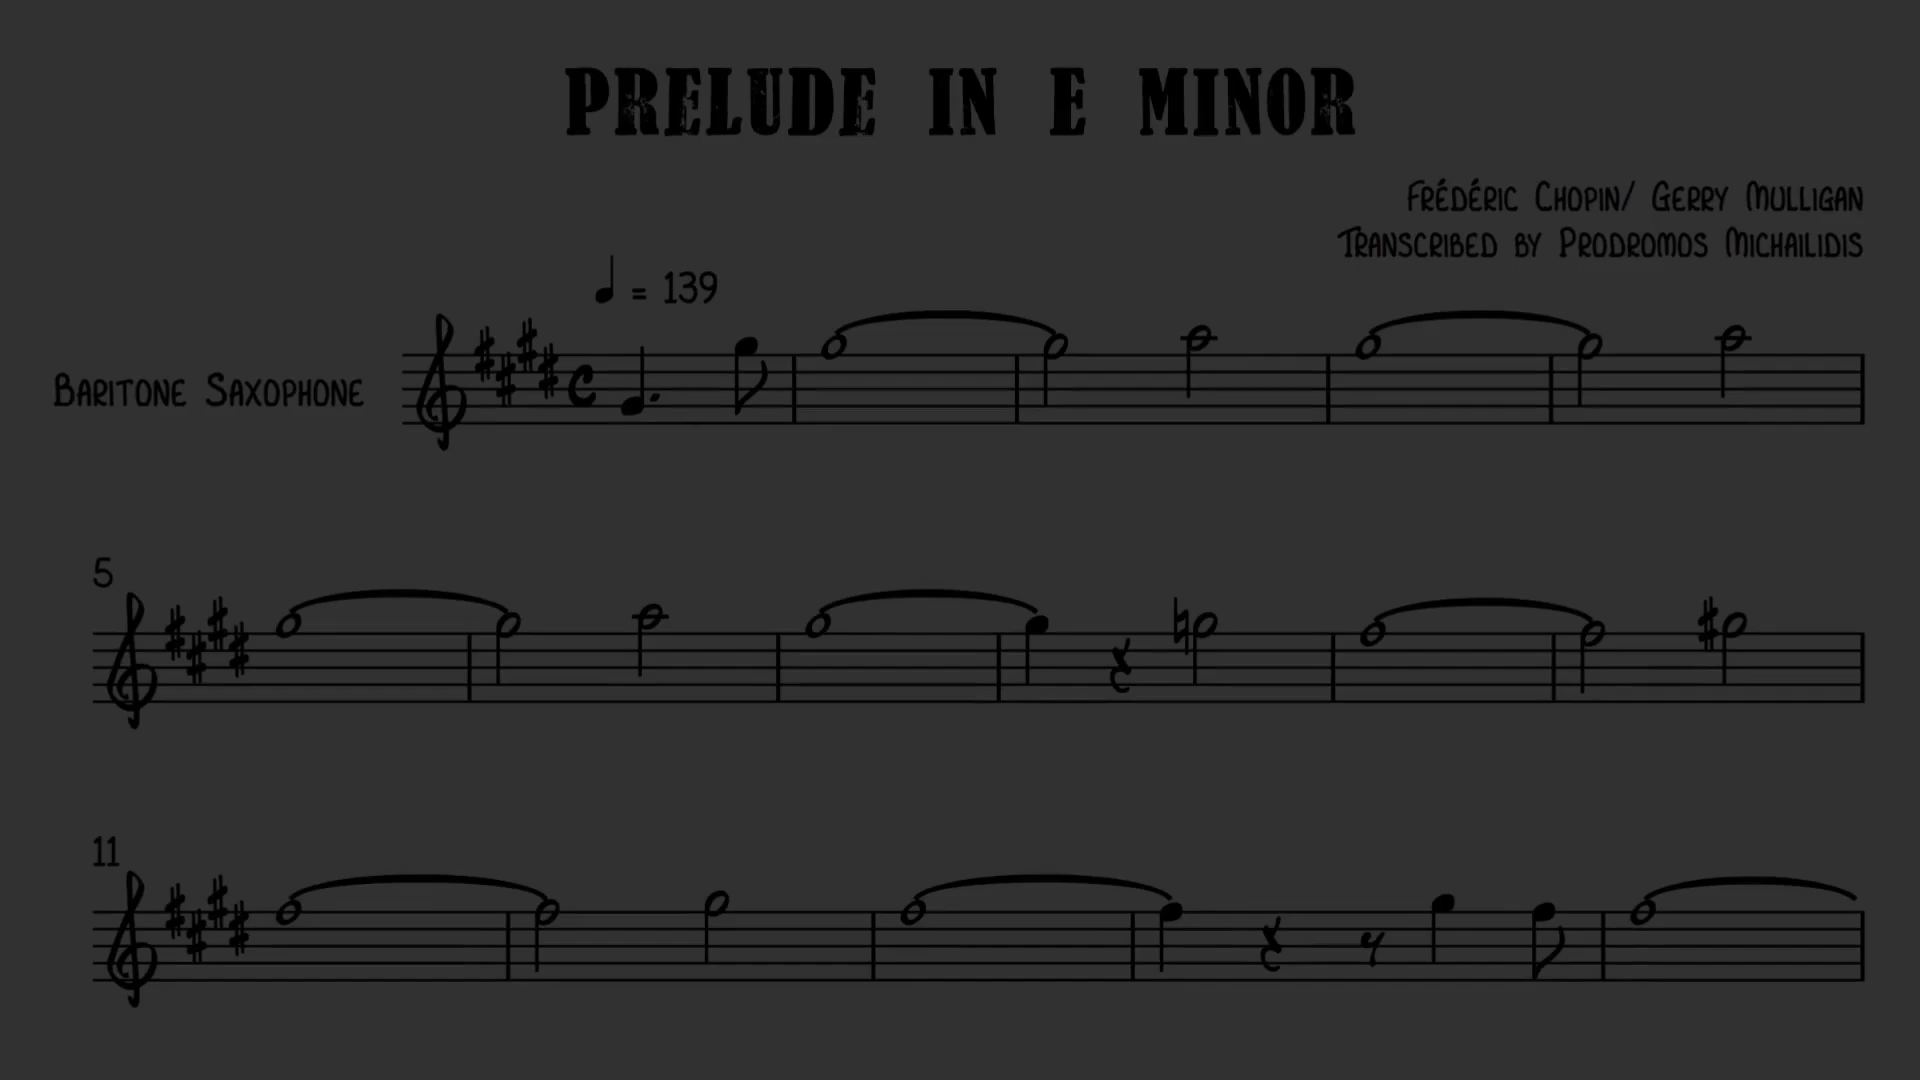 PRELUDE IN E MINOR
FRÉDÉRIC CHOPIN/ GERRY MULLIGAN
TRANSCRIBED BY PRODROMOS MICHAILIDIS
= 139
BARITONE SAXOPHONE
5
11